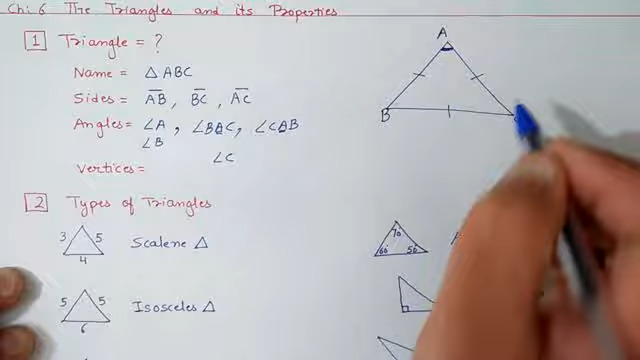 Ch: 6 The Triangles and its Properties
1 Triangle = ?
Name = △ ABC
Sides = AB, BC, AC
Angles = ∠A, ∠BAC, ∠CAB
∠B
∠C
Vertices =
A
B
2 Types of Triangles
3 5
4
Scalene △
70
60 50
5 5
6
Isosceles △